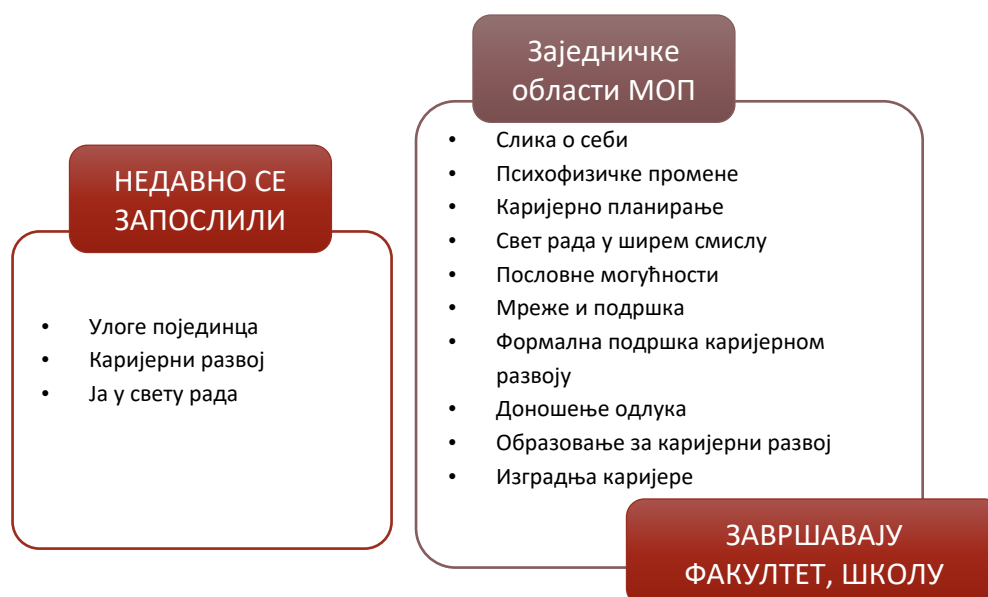 НЕДАВНО СЕ
ЗАПОСЛИЛИ
• Улоге појединца
• Каријерни развој
• Ја у свету рада
Заједничке
области МОП
• Слика о себи
• Психофизичке промене
• Каријерно планирање
• Свет рада у ширем смислу
• Пословне могућности
• Мреже и подршка
• Формална подршка каријерном
развоју
• Доношење одлука
• Образовање за каријерни развој
• Изградња каријере
ЗАВРШАВАЈУ
ФАКУЛТЕТ, ШКОЛУ